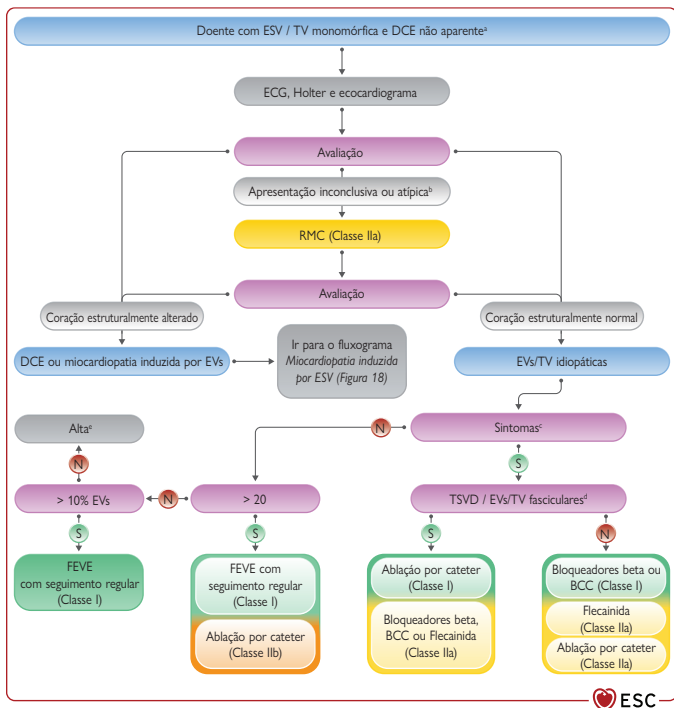 Doente com ESV / TV monomórfica e DCE não aparenteᵃ
ECG, Holter e ecocardiograma
Avaliação
Apresentação inconclusiva ou atípicaᵇ
RMC (Classe IIa)
Avaliação
Coração estruturalmente alterado
Coração estruturalmente normal
DCE ou miocardiopatia induzida por EVs
Ir para o fluxograma
Miocardiopatia induzida
por ESV (Figura 18)
EVs/TV idiopáticas
Altaᵉ
N
Sintomasᶜ
N
S
> 10% EVs
N
> 20
TSVD / EVs/TV fascicularesᵈ
S
S
S
N
FEVE
com seguimento regular
(Classe I)
FEVE com
seguimento regular
(Classe I)
Ablação por cateter
(Classe IIb)
Ablaçáo por cateter
(Classe I)
Bloqueadores beta,
BCC ou Flecainida
(Classe IIa)
Bloqueadores beta ou
BCC (Classe I)
Flecainida
(Classe IIa)
Ablação por cateter
(Classe IIa)
ESC